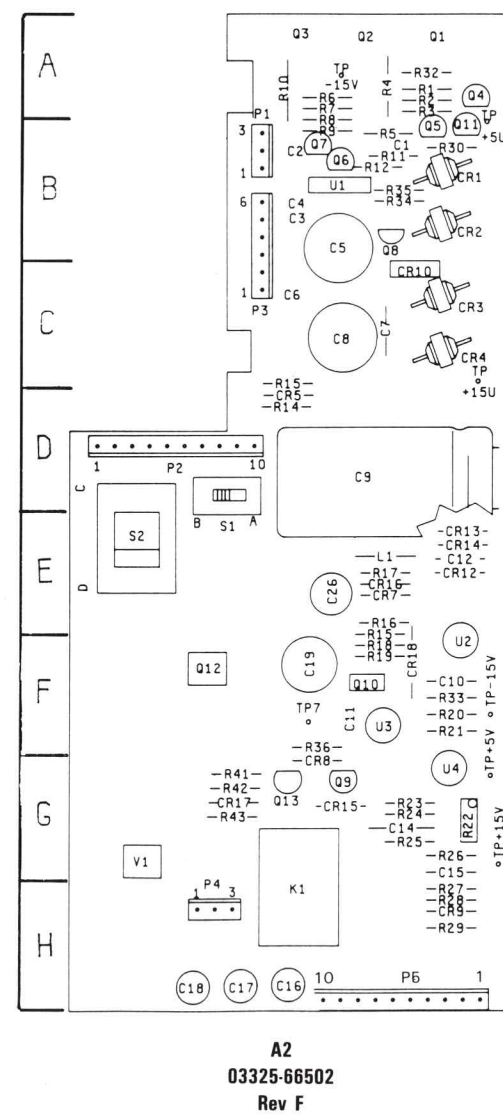 A
Q3 Q2 Q1
TP
-15V
R10
R4
R32
R6
R7
R8
R9
R1
R2
R3
Q4
Q5
Q11
TP
+5U
B
P1
3
1
C2
Q7
Q6
R5
C1
R11
R12
R30
CR1
U1
R35
R34
6
C4
C3
C5
Q8
CR2
CR10
C
1
P3
C6
C8
C7
CR3
CR4
TP
+15U
R15
CR5
R14
D
1 P2 10
C9
C
S2
D
B S1 A
E
CR13
CR14
C12
CR12
L1
R17
CR16
CR7
C26
F
R16
R15
R18
R19
CR18
U2
Q12
C19
Q10
C10
R33
R20
R21
TP-15V
TP7
C11
U3
TP+5V
R36
CR8
U4
G
R41
R42
CR17
R43
Q13
Q9
CR15
R23
R24
C14
R25
R22
TP+15V
V1
K1
R26
C15
R27
R28
CR9
R29
H
P4
1 3
C18 C17 C16
10 P6 1
A2
03325-66502
Rev F